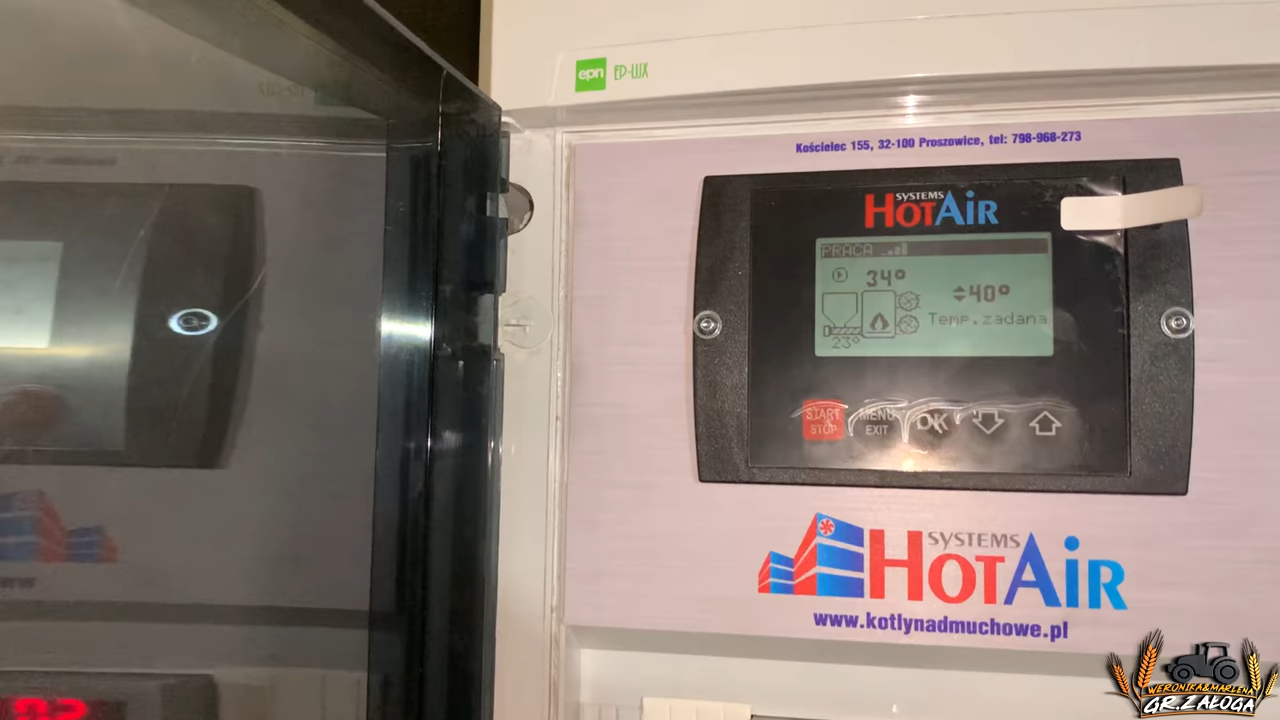 epn EP-LUX
Kościelec 155, 32-100 Proszowice, tel: 798-968-273
SYSTEMS
HOTAIR
PRACA
34°
40°
Temp.zadana
23°
START
STOP
MENU
EXIT
OK
SYSTEMS
HOTAIR
www.kotlynadmuchowe.pl
WERONIKA&MARLENA
GR.ZAŁOGA